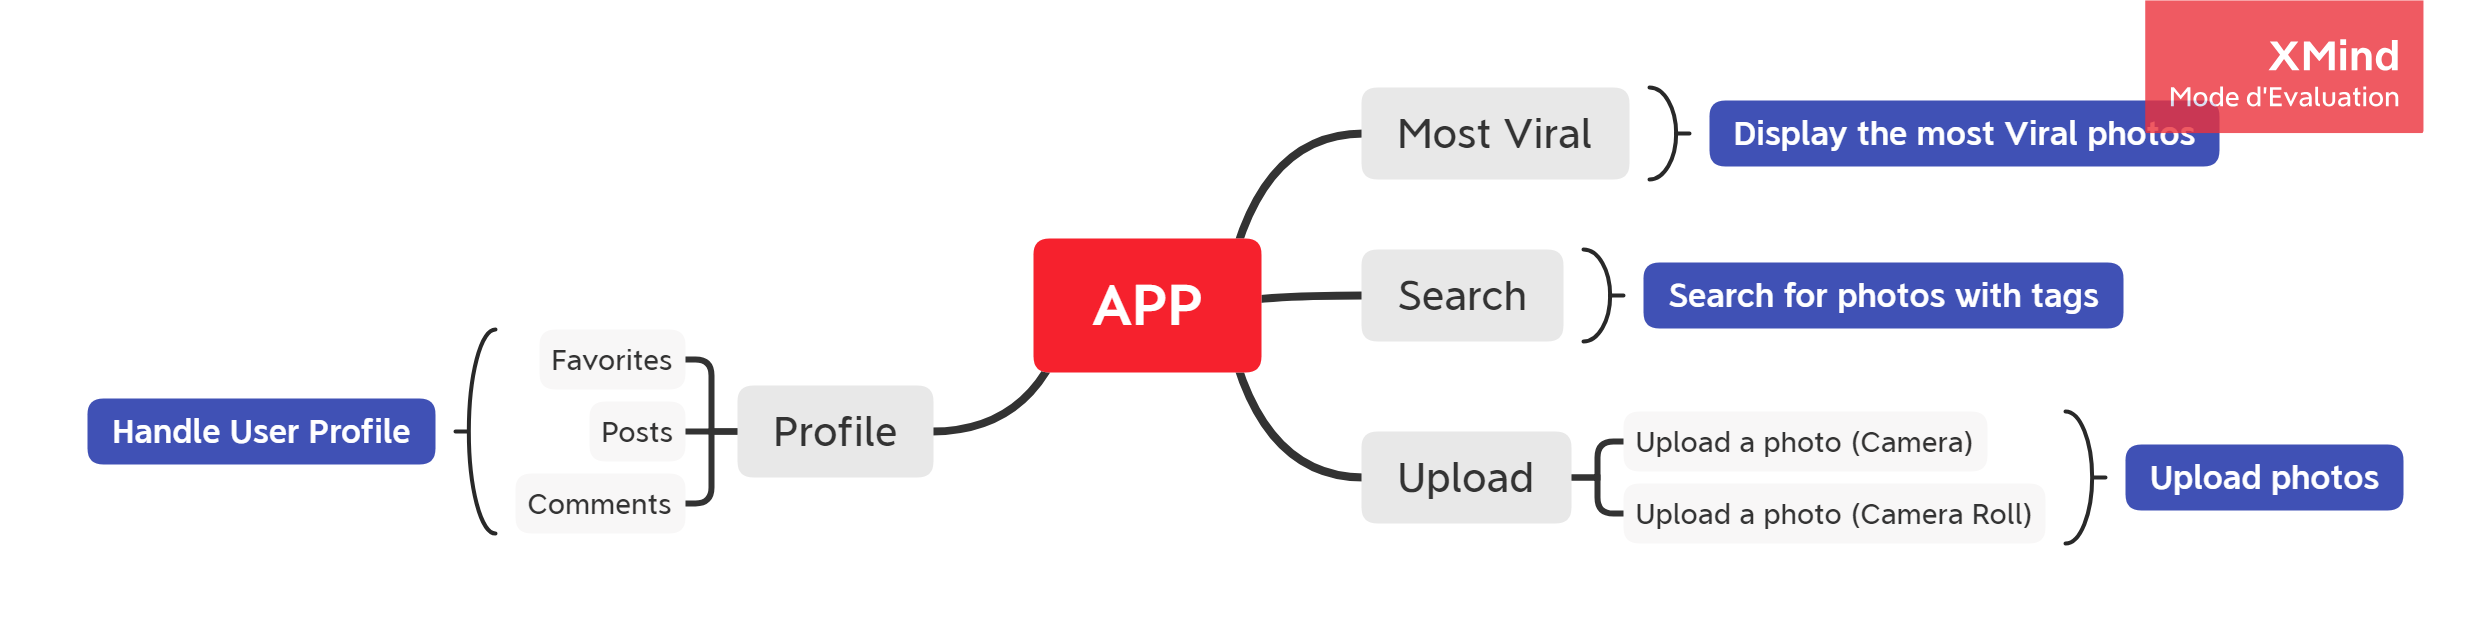 XMind
Mode d'Evaluation
Most Viral
Display the most Viral photos
APP
Search
Search for photos with tags
Upload
Upload a photo (Camera)
Upload a photo (Camera Roll)
Upload photos
Profile
Favorites
Posts
Comments
Handle User Profile